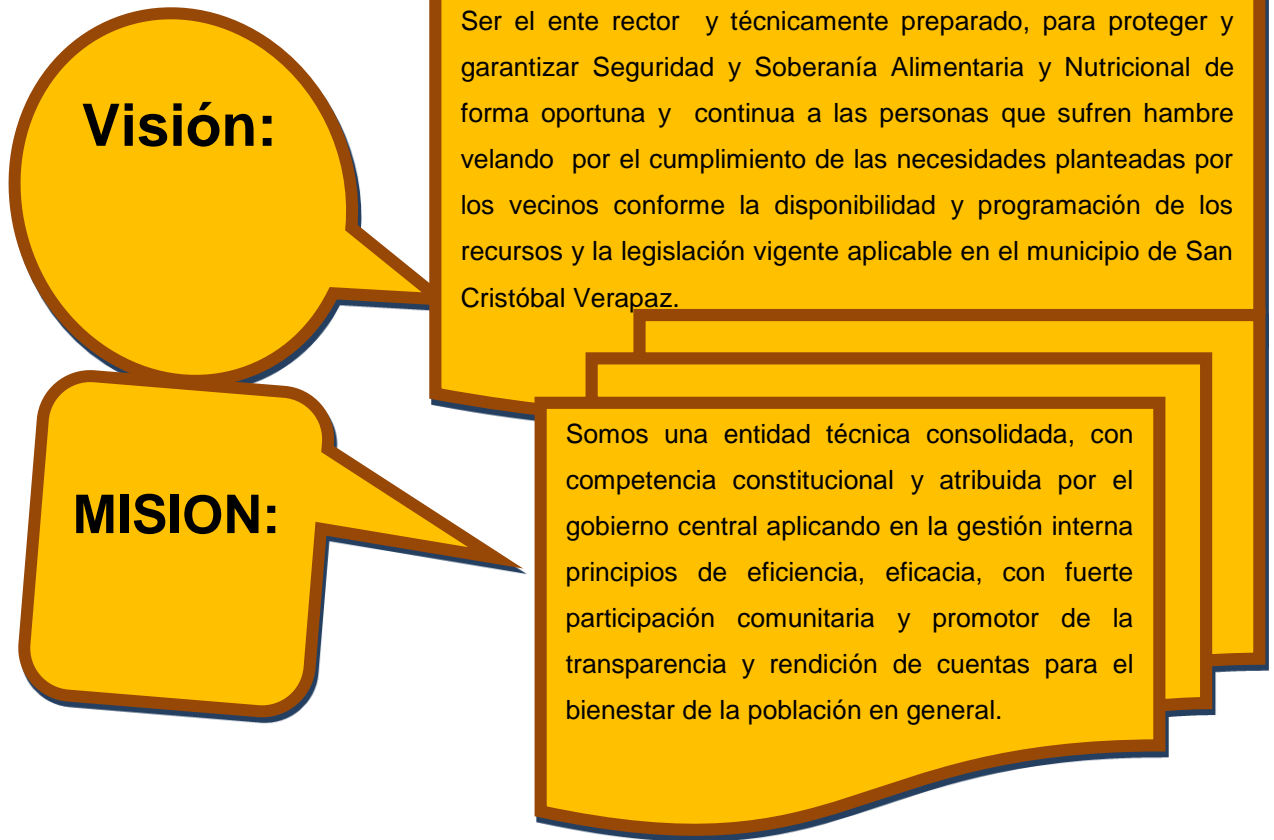 Visión:
Ser el ente rector y técnicamente preparado, para proteger y
garantizar Seguridad y Soberanía Alimentaria y Nutricional de
forma oportuna y continua a las personas que sufren hambre
velando por el cumplimiento de las necesidades planteadas por
los vecinos conforme la disponibilidad y programación de los
recursos y la legislación vigente aplicable en el municipio de San
Cristóbal Verapaz.
MISION:
Somos una entidad técnica consolidada, con
competencia constitucional y atribuida por el
gobierno central aplicando en la gestión interna
principios de eficiencia, eficacia, con fuerte
participación comunitaria y promotor de la
transparencia y rendición de cuentas para el
bienestar de la población en general.